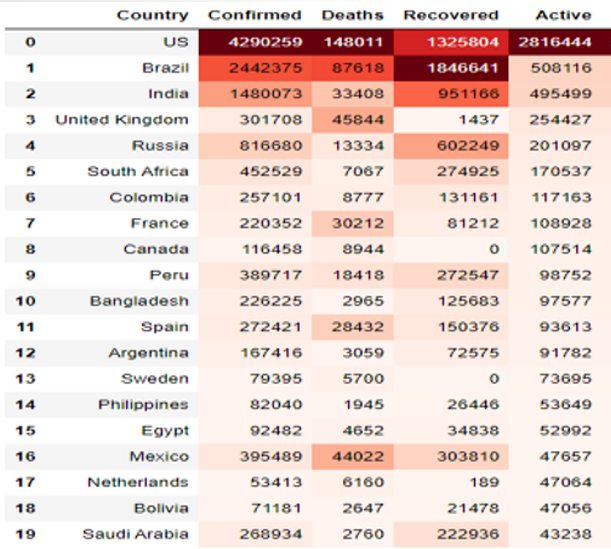 Country Confirmed Deaths Recovered Active
0 US 4290259 148011 1325804 2816444
1 Brazil 2442375 87618 1846641 508116
2 India 1480073 33408 951166 495499
3 United Kingdom 301708 45844 1437 254427
4 Russia 816680 13334 602249 201097
5 South Africa 452529 7067 274925 170537
6 Colombia 257101 8777 131161 117163
7 France 220352 30212 81212 108928
8 Canada 116458 8944 0 107514
9 Peru 389717 18418 272547 98752
10 Bangladesh 226225 2965 125683 97577
11 Spain 272421 28432 150376 93613
12 Argentina 167416 3059 72575 91782
13 Sweden 79395 5700 0 73695
14 Philippines 82040 1945 26446 53649
15 Egypt 92482 4652 34838 52992
16 Mexico 395489 44022 303810 47657
17 Netherlands 53413 6160 189 47064
18 Bolivia 71181 2647 21478 47056
19 Saudi Arabia 268934 2760 222936 43238